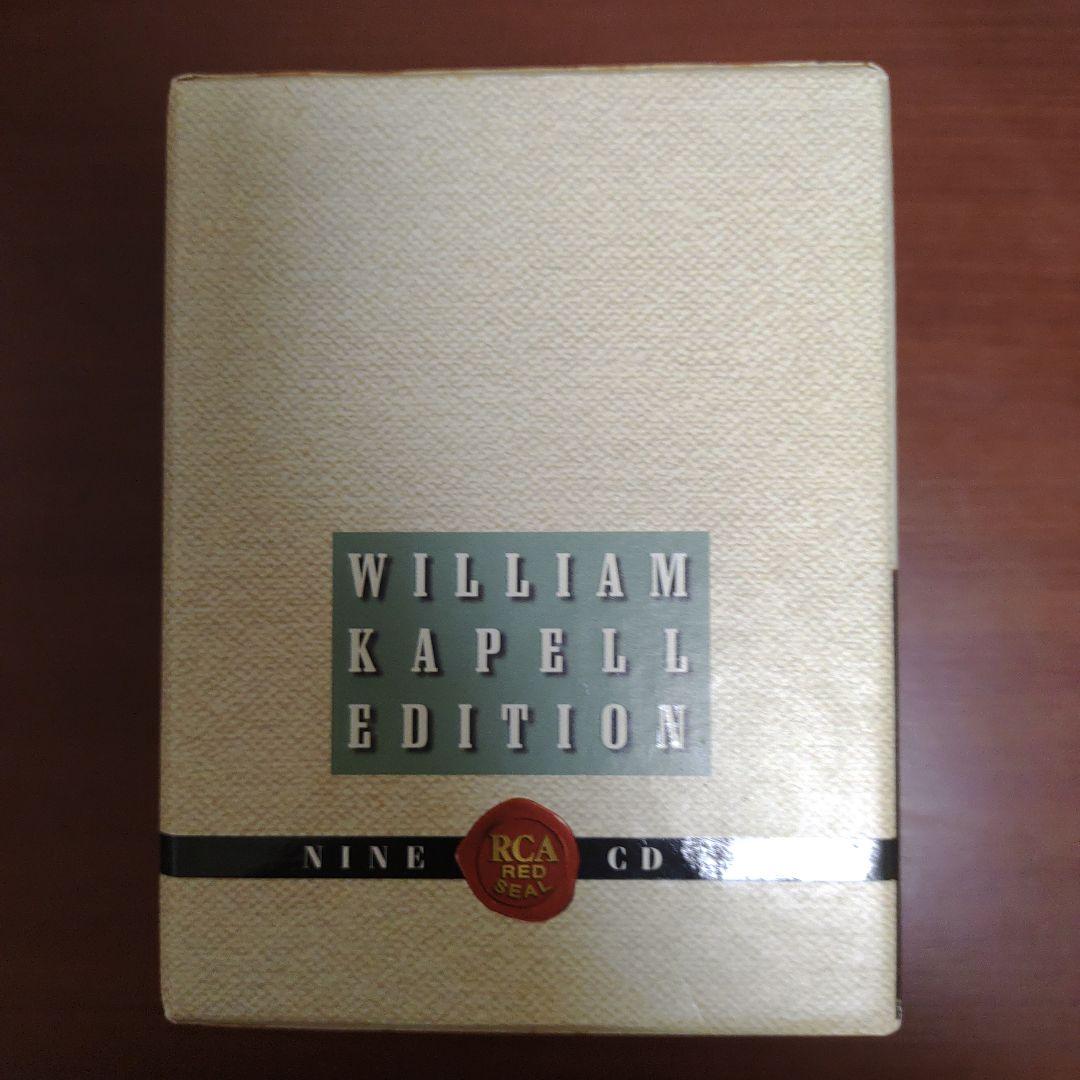 WILLIAM
KAPELL
EDITION
NINE
RCA
RED
SEAL
CD